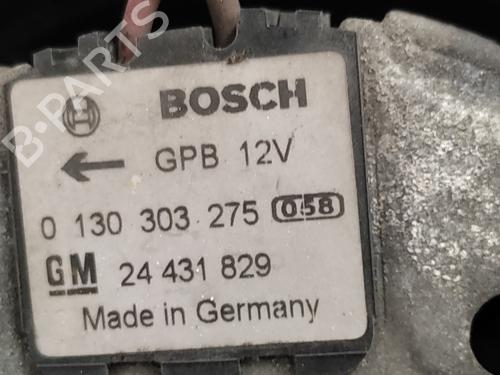 B-PARTS
BOSCH
GPB 12V
0 130 303 275 058
GM 24 431 829
Made in Germany